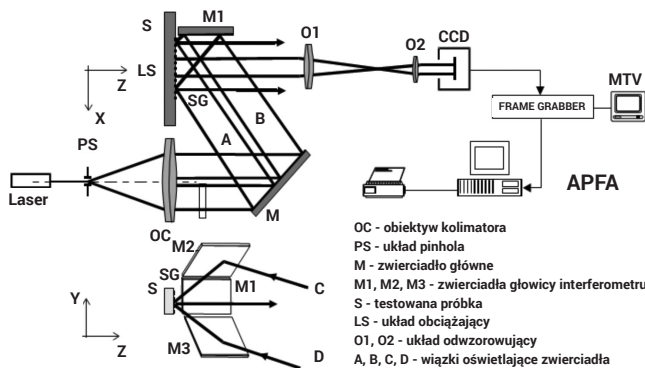 S
M1
O1
O2
CCD
LS
Z
X
SG
B
A
MTV
FRAME GRABBER
PS
Laser
M
APFA
OC
M2
SG
S
M1
C
Y
Z
M3
D
OC - obiektyw kolimatora
PS - układ pinhola
M - zwierciadło główne
M1, M2, M3 - zwierciadła głowicy interferometru
S - testowana próbka
LS - układ obciążający
O1, O2 - układ odwzorowujący
A, B, C, D - wiązki oświetlające zwierciadła